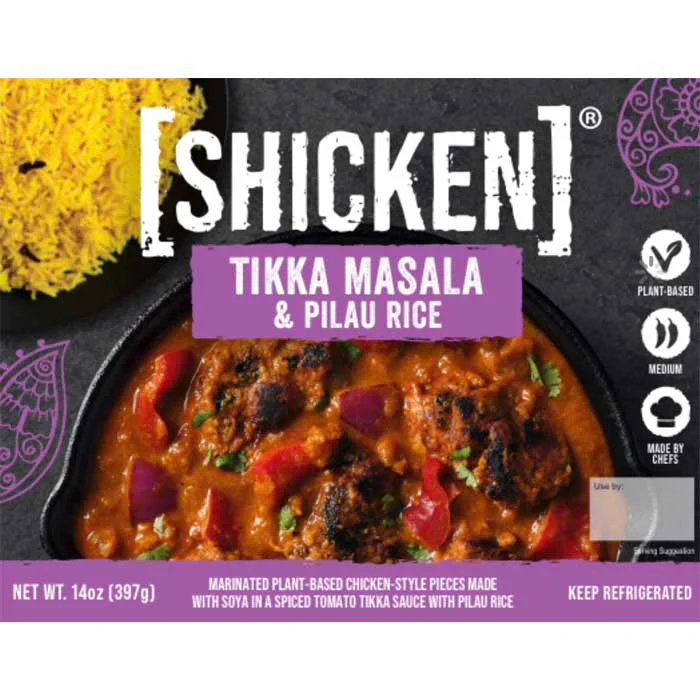 [SHICKEN]®
TIKKA MASALA
& PILAU RICE
PLANT-BASED
MEDIUM
MADE BY
CHEFS
Use by:
Serving Suggestion
NET WT. 14oz (397g)
MARINATED PLANT-BASED CHICKEN-STYLE PIECES MADE
WITH SOYA IN A SPICED TOMATO TIKKA SAUCE WITH PILAU RICE
KEEP REFRIGERATED